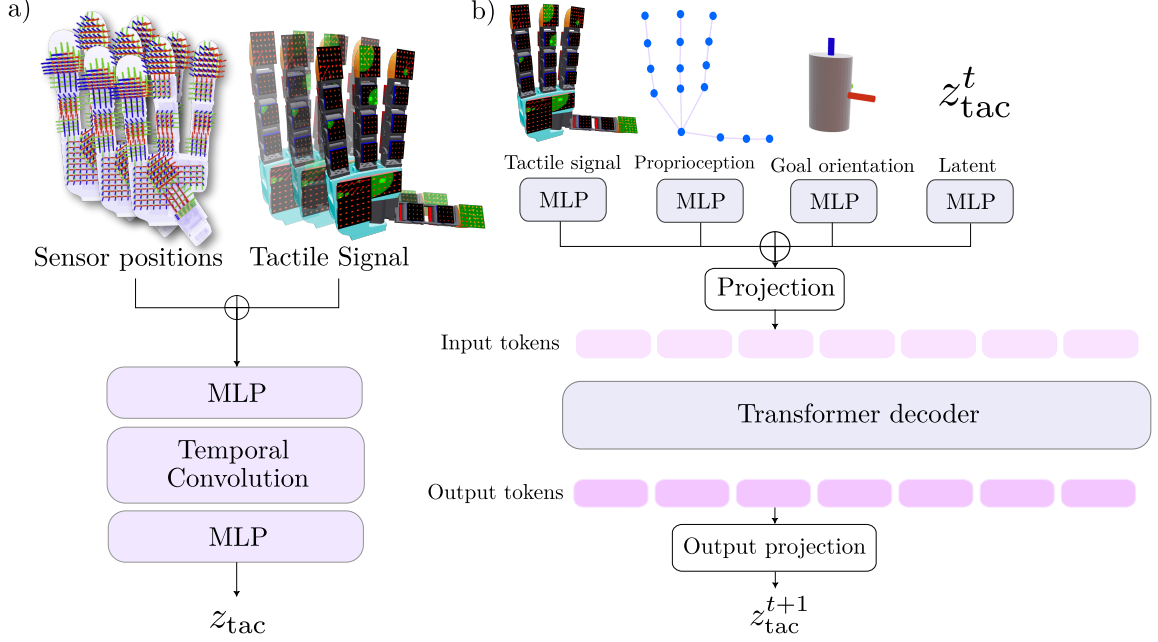 a)
Sensor positions
Tactile Signal
MLP
Temporal
Convolution
MLP
z_tac
b)
z^t_tac
Tactile signal
Proprioception
Goal orientation
Latent
MLP
MLP
MLP
MLP
Projection
Input tokens
Transformer decoder
Output tokens
Output projection
z^{t+1}_tac